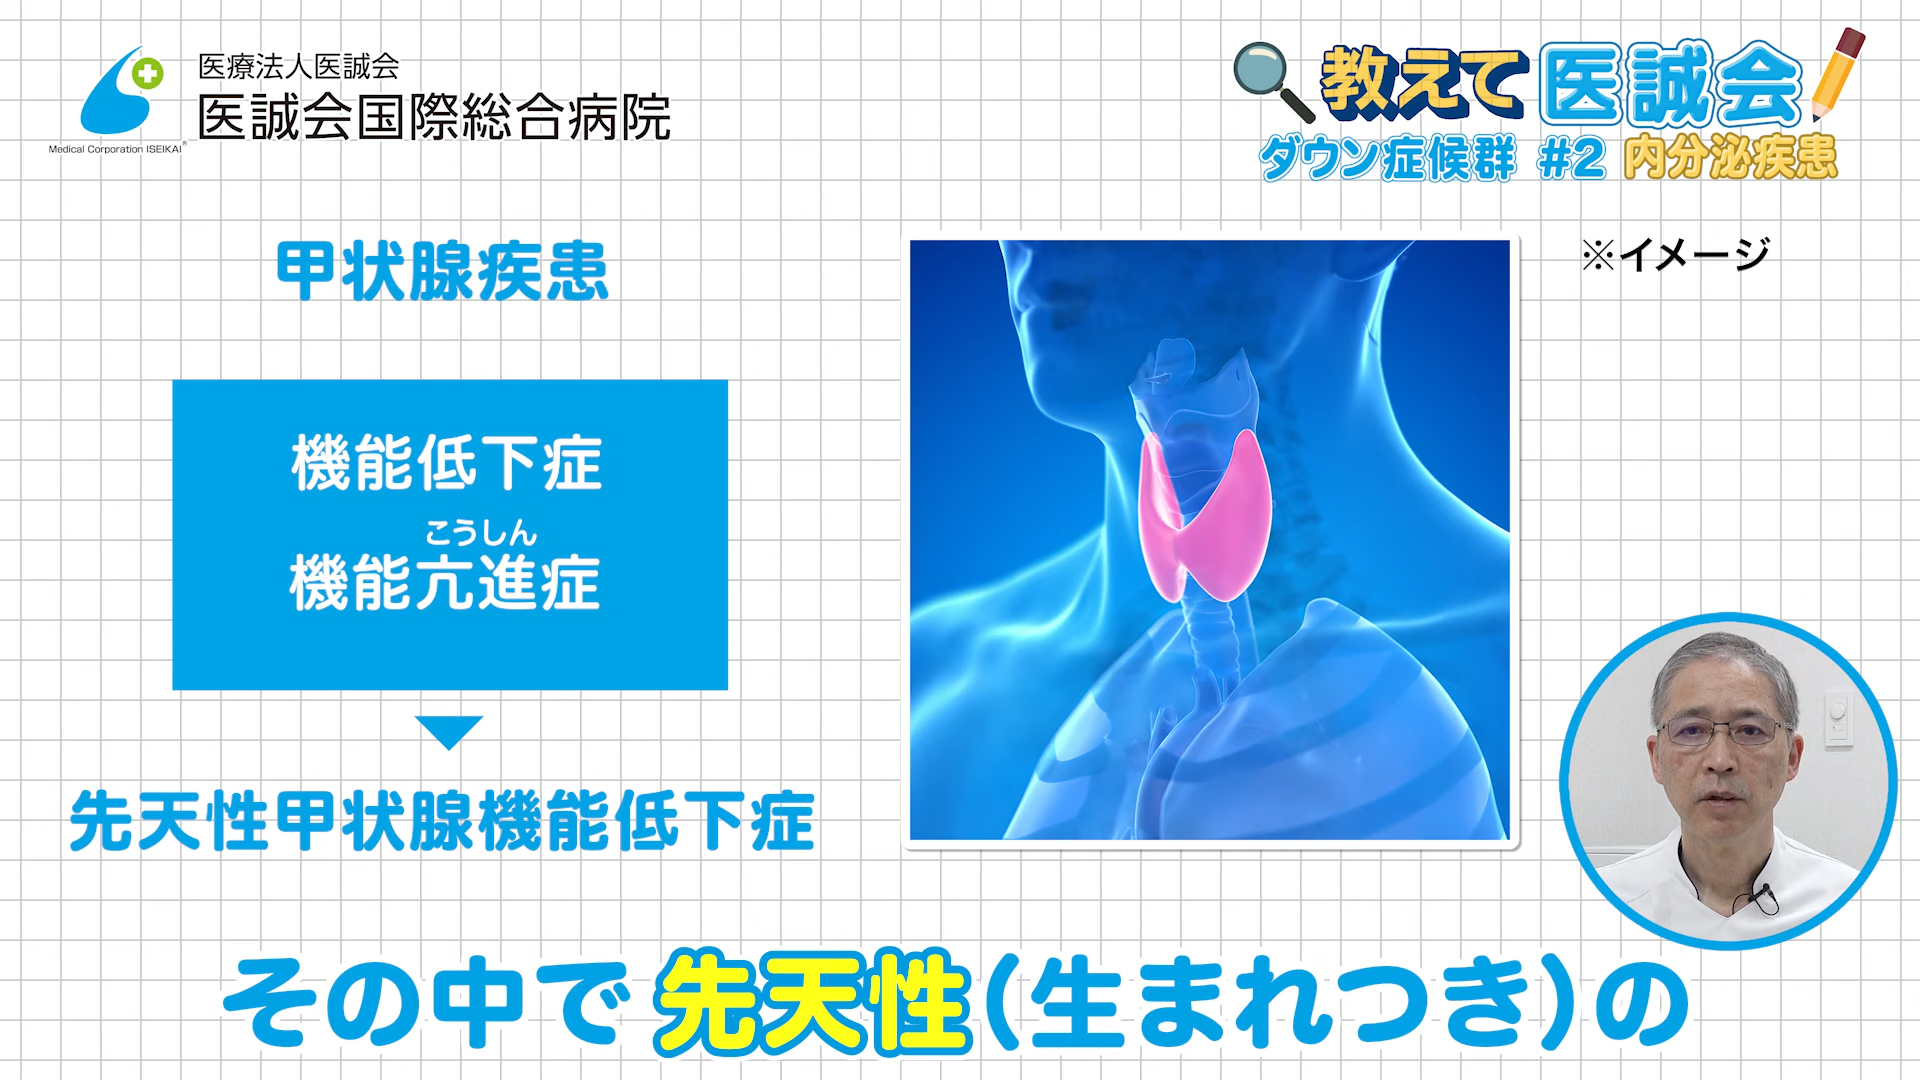 医療法人医誠会
医誠会国際総合病院
Medical Corporation ISEIKAI®
教えて医誠会
ダウン症候群 #2 内分泌疾患
甲状腺疾患
※イメージ
機能低下症
こうしん
機能亢進症
先天性甲状腺機能低下症
その中で先天性(生まれつき)の